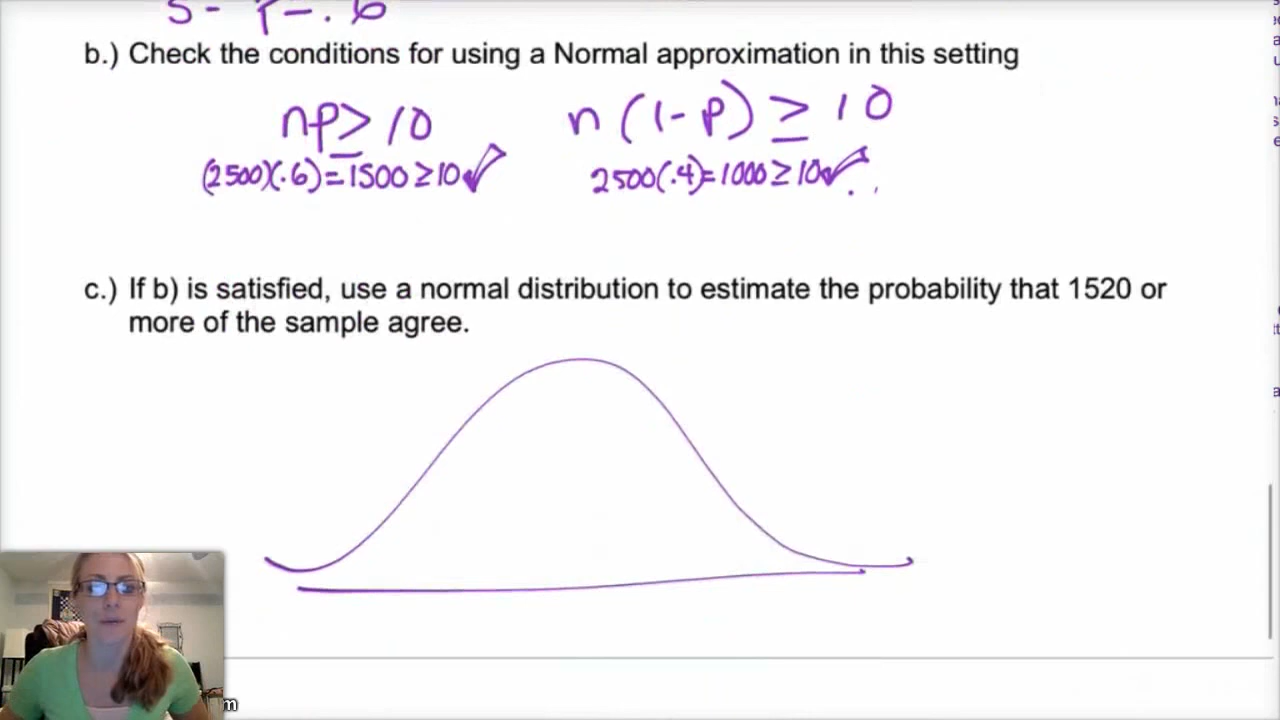 S - P = .6
b.) Check the conditions for using a Normal approximation in this setting
np ≥ 10 n(1-p) ≥ 10
(2500)(.6) = 1500 ≥ 10 ✓ 2500(.4) = 1000 ≥ 10 ✓
c.) If b) is satisfied, use a normal distribution to estimate the probability that 1520 or
more of the sample agree.